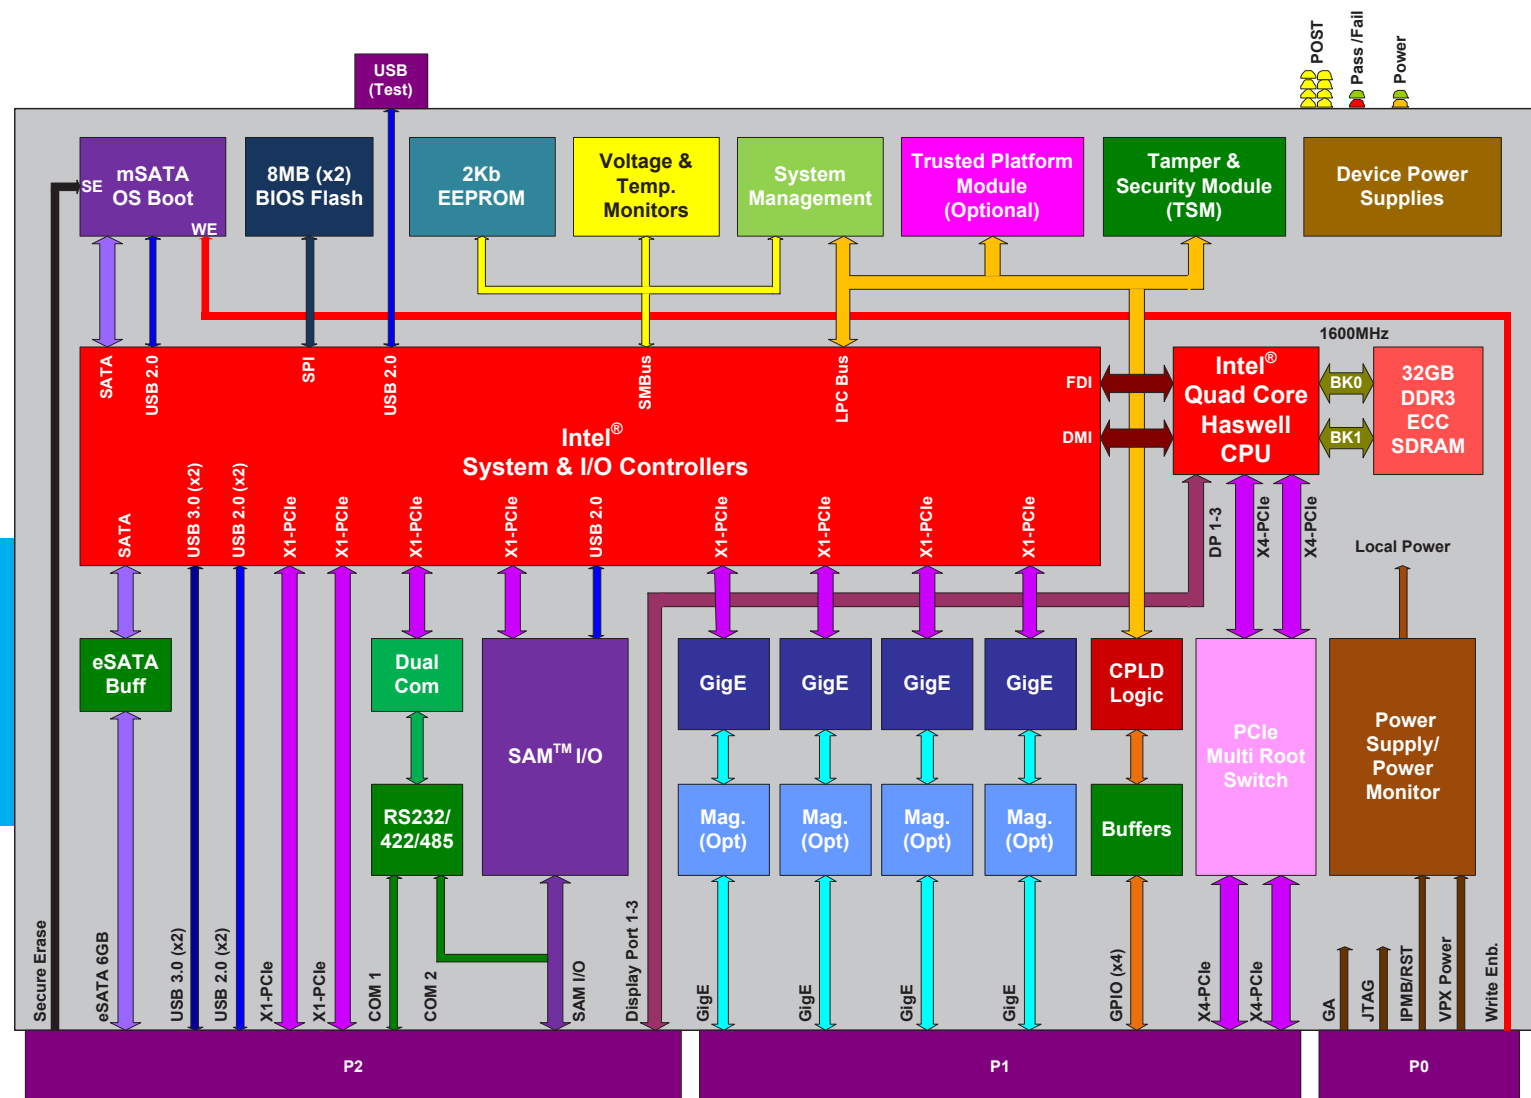 POST
Pass /Fail
Power
USB
(Test)
SE
mSATA
OS Boot
WE
8MB (x2)
BIOS Flash
2Kb
EEPROM
Voltage &
Temp.
Monitors
System
Management
Trusted Platform
Module
(Optional)
Tamper &
Security Module
(TSM)
Device Power
Supplies
SATA
USB 2.0
SPI
USB 2.0
SMBus
LPC Bus
FDI
DMI
Intel®
System & I/O Controllers
Intel®
Quad Core
Haswell
CPU
1600MHz
BK0
BK1
32GB
DDR3
ECC
SDRAM
SATA
USB 3.0 (x2)
USB 2.0 (x2)
X1-PCIe
X1-PCIe
X1-PCIe
X1-PCIe
USB 2.0
X1-PCIe
X1-PCIe
X1-PCIe
X1-PCIe
DP 1-3
X4-PCIe
X4-PCIe
Local Power
eSATA
Buff
Dual
Com
SAM™ I/O
GigE
GigE
GigE
GigE
CPLD
Logic
PCIe
Multi Root
Switch
Power
Supply/
Power
Monitor
RS232/
422/485
Mag.
(Opt)
Mag.
(Opt)
Mag.
(Opt)
Mag.
(Opt)
Buffers
Secure Erase
eSATA 6GB
USB 3.0 (x2)
USB 2.0 (x2)
X1-PCIe
X1-PCIe
COM 1
COM 2
SAM I/O
Display Port 1-3
GigE
GigE
GigE
GigE
GPIO (x4)
X4-PCIe
X4-PCIe
GA
JTAG
IPMB/RST
VPX Power
Write Enb.
P2
P1
P0